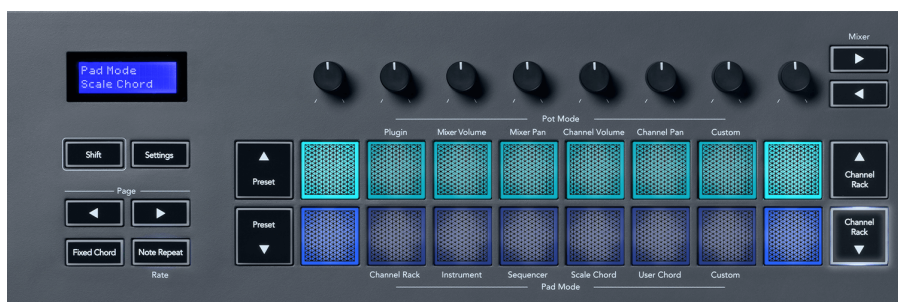 Mixer
Pad Mode
Scale Chord
Pot Mode
Plugin Mixer Volume Mixer Pan Channel Volume Channel Pan Custom
Shift Settings
Preset
Channel
Rack
Page
Preset
Channel
Rack
Fixed Chord Note Repeat
Rate
Channel Rack Instrument Sequencer Scale Chord User Chord Custom
Pad Mode